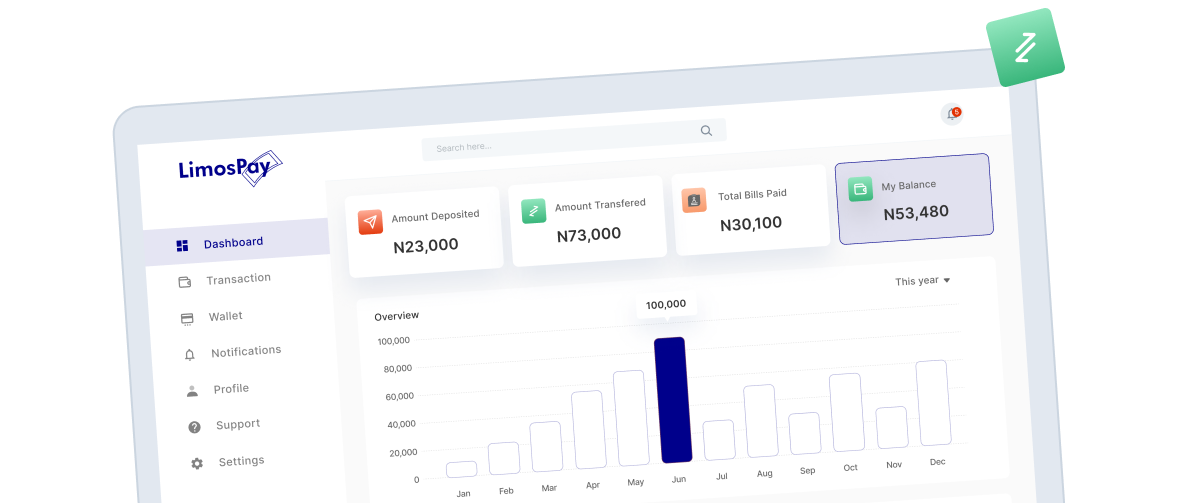 LimosPay
Search here...
5
Dashboard
Transaction
Wallet
Notifications
Profile
Support
Settings
Amount Deposited
N23,000
Amount Transfered
N73,000
Total Bills Paid
N30,100
My Balance
N53,480
Overview
This year
100,000
100,000
80,000
60,000
40,000
20,000
0
Jan Feb Mar Apr May Jun Jul Aug Sep Oct Nov Dec